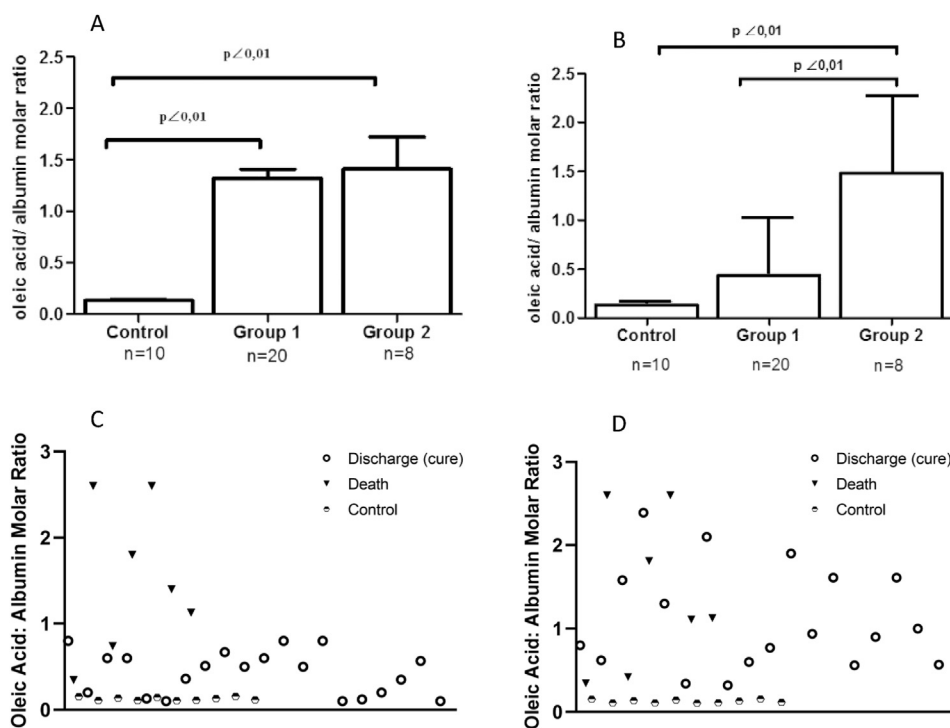 A
p∠0,01
p∠0,01
oleic acid/ albumin molar ratio
2.5
2.0
1.5
1.0
0.5
0.0
Control Group 1 Group 2
n=10 n=20 n=8
B
p ∠0,01
p ∠0,01
oleic acid/ albumin molar ratio
2.5
2.0
1.5
1.0
0.5
0.0
Control Group 1 Group 2
n=10 n=20 n=8
C
Oleic Acid: Albumin Molar Ratio
3
2
1
0
Discharge (cure)
Death
Control
D
Oleic Acid: Albumin Molar Ratio
3
2
1
0
Discharge (cure)
Death
Control